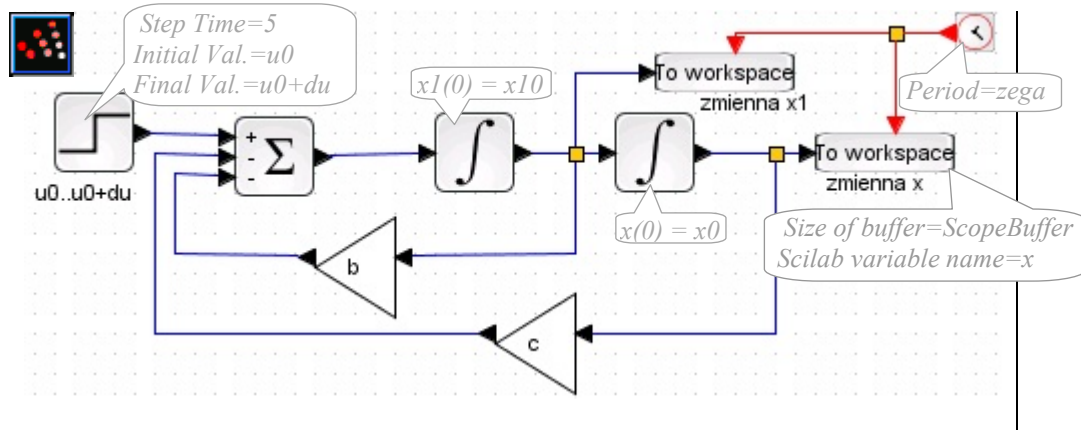 Step Time=5
Initial Val.=u0
Final Val.=u0+du
x1(0) = x10
To workspace
zmienna x1
Period=zega
+
-
-
Σ
∫
∫
To workspace
zmienna x
u0..u0+du
x(0) = x0
Size of buffer=ScopeBuffer
Scilab variable name=x
b
c